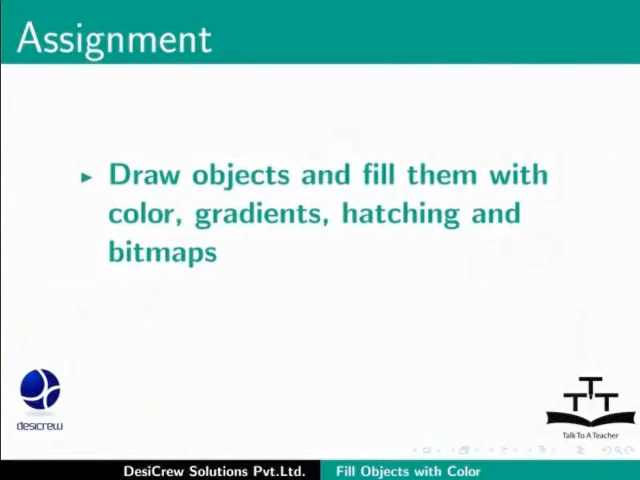 Assignment
Draw objects and fill them with
color, gradients, hatching and
bitmaps
desicrew
T T T
Talk To A Teacher
DesiCrew Solutions Pvt.Ltd. Fill Objects with Color